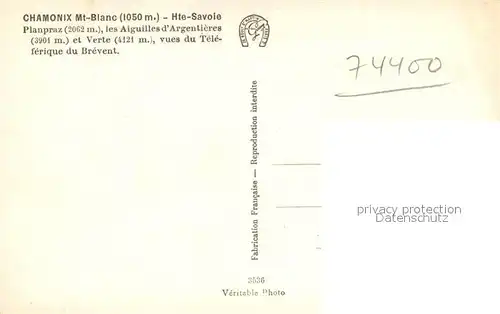 CHAMONIX Mt-Blanc (1050 m.) – Hte-Savoie
Planpraz (2062 m.), les Aiguilles d'Argentières
(3901 m.) et Verte (4121 m.), vues du Télé-
férique du Brévent.
74400
Fabrication Française — Reproduction interdite
privacy protection
Datenschutz
3536
Véritable Photo